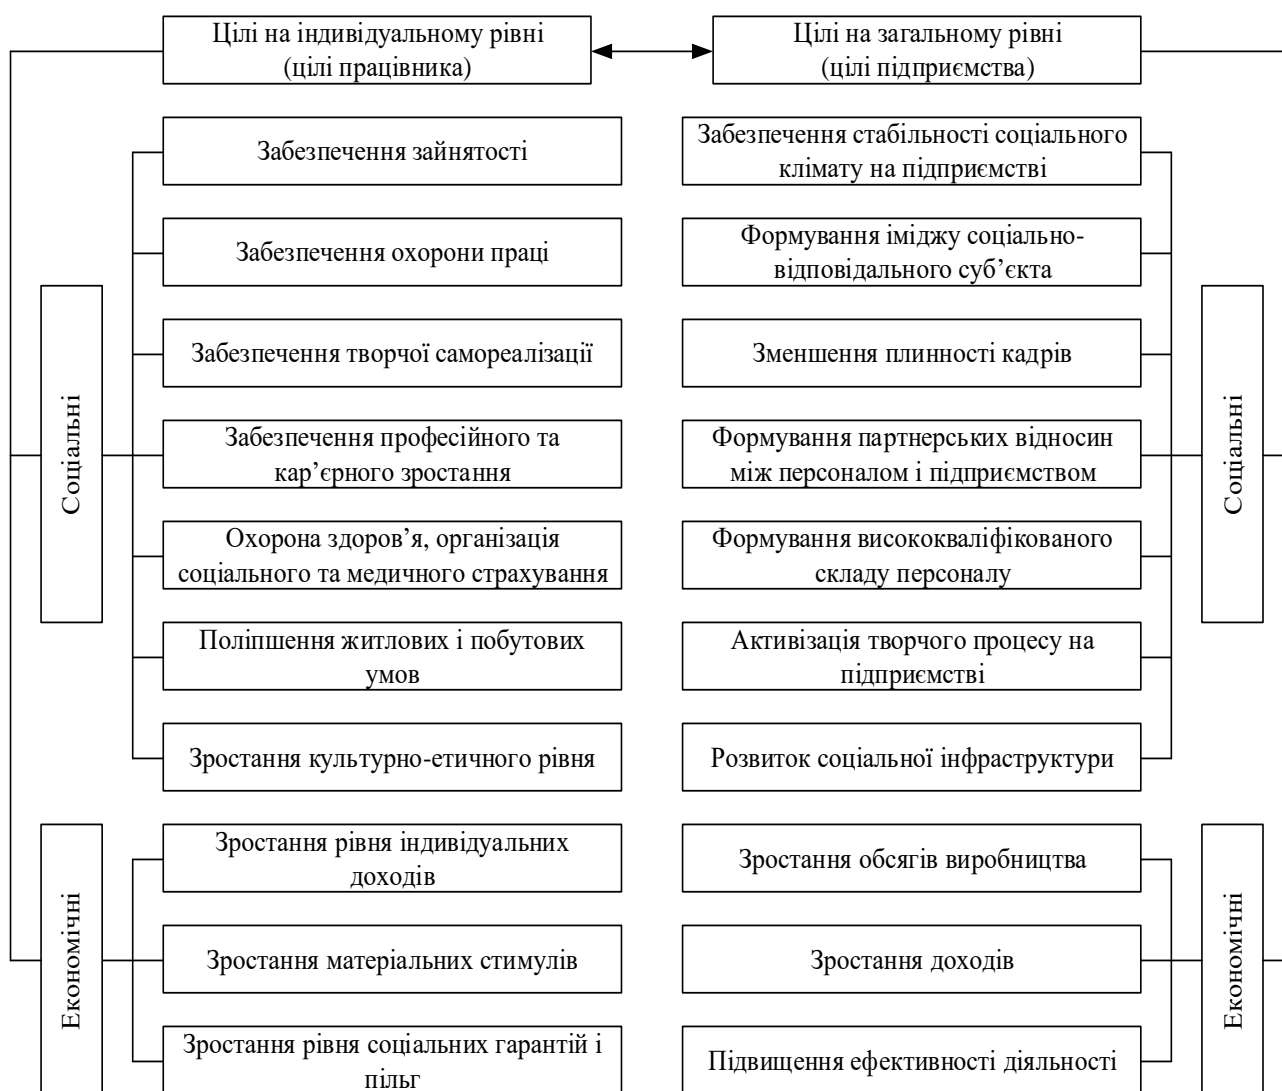 Цілі на індивідуальному рівні
(цілі працівника)
Цілі на загальному рівні
(цілі підприємства)
Соціальні
Забезпечення зайнятості
Забезпечення охорони праці
Забезпечення творчої самореалізації
Забезпечення професійного та
кар’єрного зростання
Охорона здоров’я, організація
соціального та медичного страхування
Поліпшення житлових і побутових
умов
Зростання культурно-етичного рівня
Економічні
Зростання рівня індивідуальних
доходів
Зростання матеріальних стимулів
Зростання рівня соціальних гарантій і
пільг
Забезпечення стабільності соціального
клімату на підприємстві
Формування іміджу соціально-
відповідального суб’єкта
Зменшення плинності кадрів
Формування партнерських відносин
між персоналом і підприємством
Формування висококваліфікованого
складу персоналу
Активізація творчого процесу на
підприємстві
Розвиток соціальної інфраструктури
Соціальні
Зростання обсягів виробництва
Зростання доходів
Підвищення ефективності діяльності
Економічні